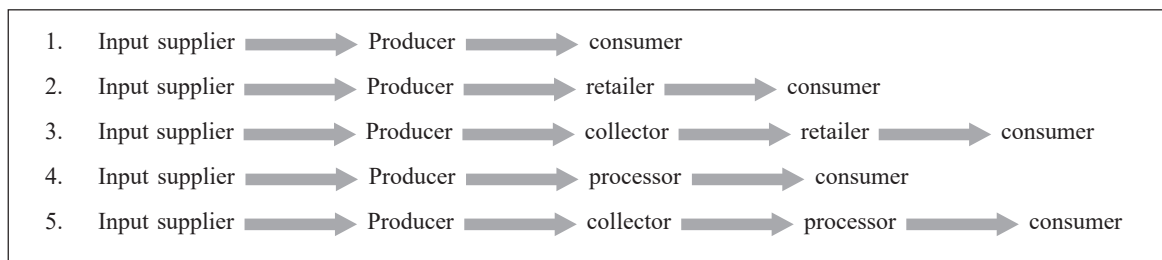 1. Input supplier Producer consumer
2. Input supplier Producer retailer consumer
3. Input supplier Producer collector retailer consumer
4. Input supplier Producer processor consumer
5. Input supplier Producer collector processor consumer